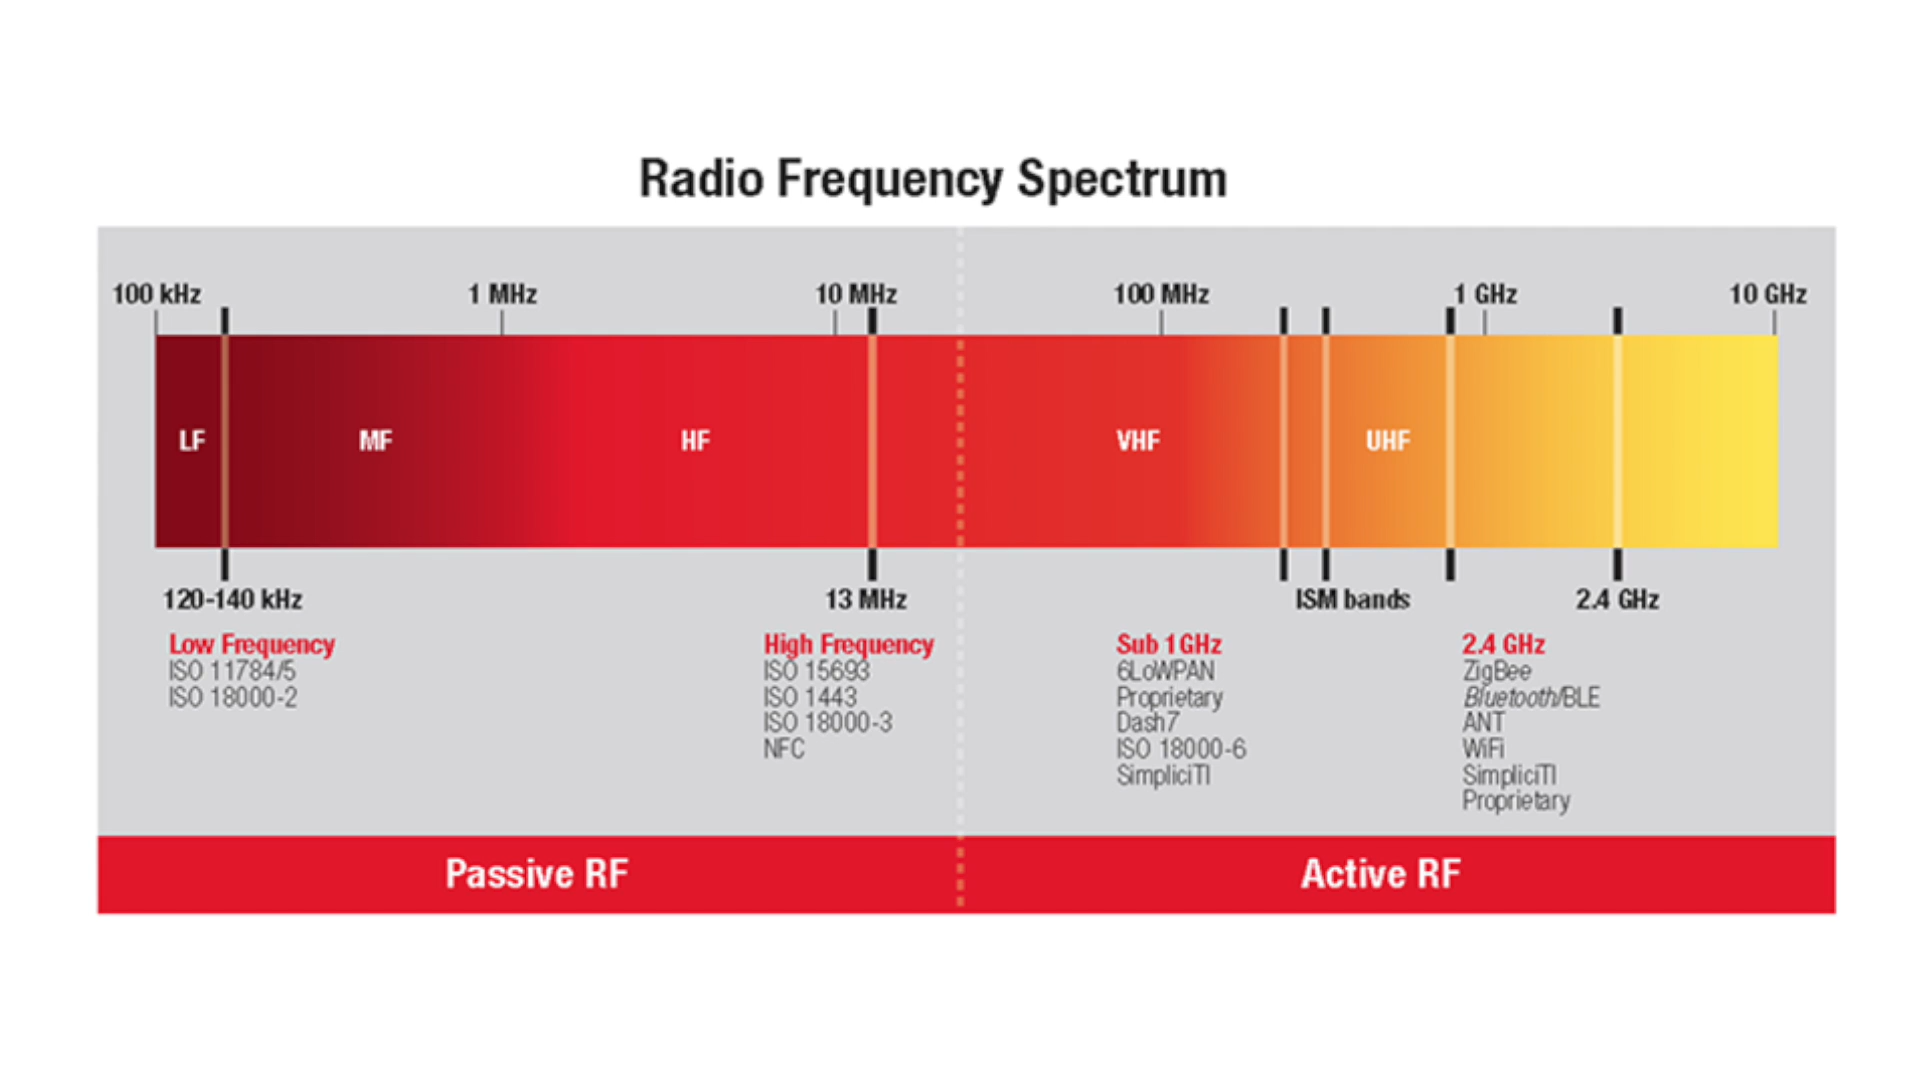 Radio Frequency Spectrum
100 kHz 1 MHz 10 MHz 100 MHz 1 GHz 10 GHz
LF MF HF VHF UHF
120-140 kHz 13 MHz ISM bands 2.4 GHz
Low Frequency
ISO 11784/5
ISO 18000-2
High Frequency
ISO 15693
ISO 1443
ISO 18000-3
NFC
Sub 1GHz
6LoWPAN
Proprietary
Dash7
ISO 18000-6
SimpliciTI
2.4 GHz
ZigBee
Bluetooth/BLE
ANT
WiFi
SimpliciTI
Proprietary
Passive RF Active RF